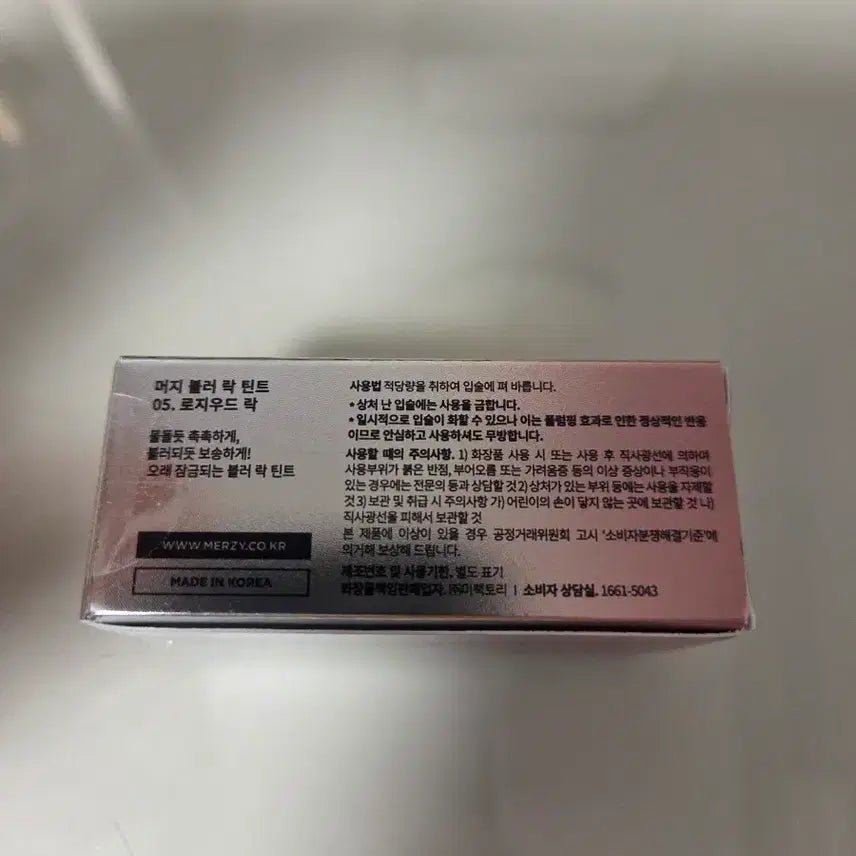 머지 블러 락 틴트
05. 로지우드 락
물들듯 촉촉하게,
블러되듯 보송하게!
오래 잠금되는 블러 락 틴트
WWW.MERZY.CO.KR
MADE IN KOREA
사용법 적당량을 취하여 입술에 펴 바릅니다.
* 상처 난 입술에는 사용을 금합니다.
* 일시적으로 입술이 화할 수 있으나 이는 플럼핑 효과로 인한 정상적인 반응
이므로 안심하고 사용하셔도 무방합니다.
사용할 때의 주의사항. 1) 화장품 사용 시 또는 사용 후 직사광선에 의하여
사용부위가 붉은 반점, 부어오름 또는 가려움증 등의 이상 증상이나 부작용이
있는 경우에는 전문의 등과 상담할 것 2) 상처가 있는 부위 등에는 사용을 자제할
것 3) 보관 및 취급 시 주의사항 가) 어린이의 손이 닿지 않는 곳에 보관할 것 나)
직사광선을 피해서 보관할 것
본 제품에 이상이 있을 경우 공정거래위원회 고시 '소비자분쟁해결기준'에
의거해 보상해 드립니다.
제조번호 및 사용기한. 별도 표기
화장품책임판매업자. ㈜미팩토리 | 소비자 상담실. 1661-5043